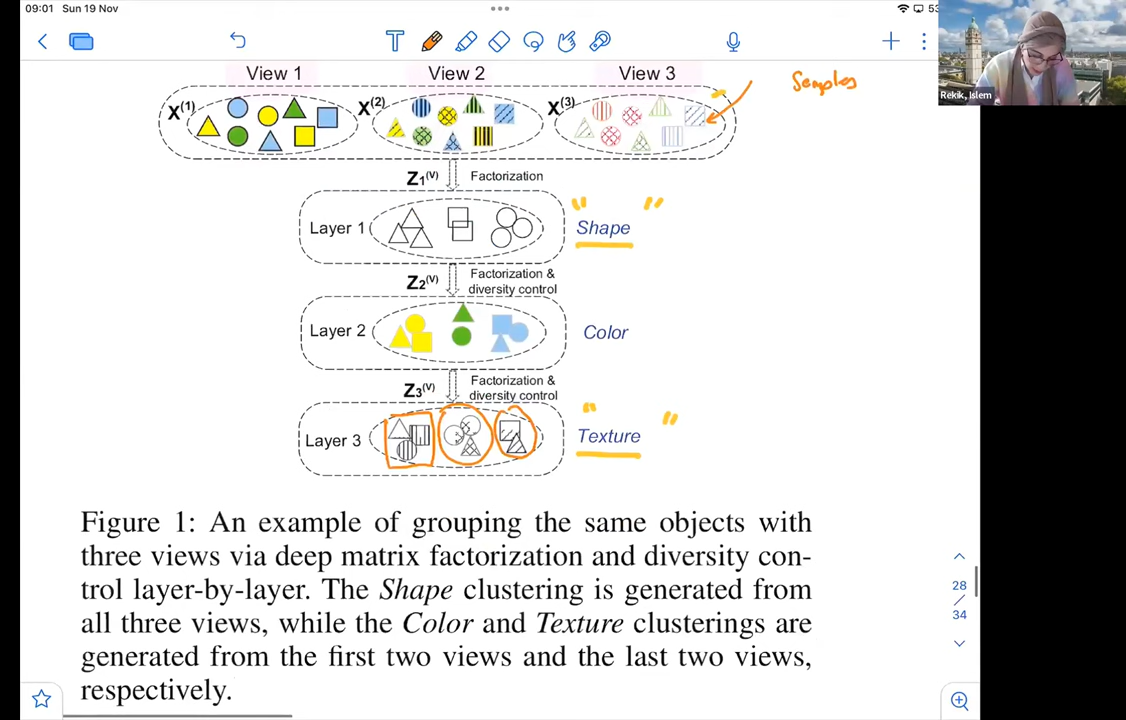 09:01 Sun 19 Nov
View 1 View 2 View 3
Samples
Rekik, Islem
X(1) X(2) X(3)
Z1(V) Factorization
Layer 1 " Shape "
Z2(V) Factorization &
diversity control
Layer 2 Color
Z3(V) Factorization &
diversity control
Layer 3 " Texture "
Figure 1: An example of grouping the same objects with
three views via deep matrix factorization and diversity con-
trol layer-by-layer. The Shape clustering is generated from
all three views, while the Color and Texture clusterings are
generated from the first two views and the last two views,
respectively.
28
/
34